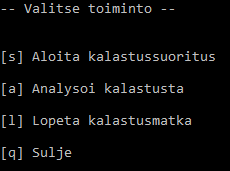 -- Valitse toiminto --
[s] Aloita kalastussuoritus
[a] Analysoi kalastusta
[l] Lopeta kalastusmatka
[q] Sulje